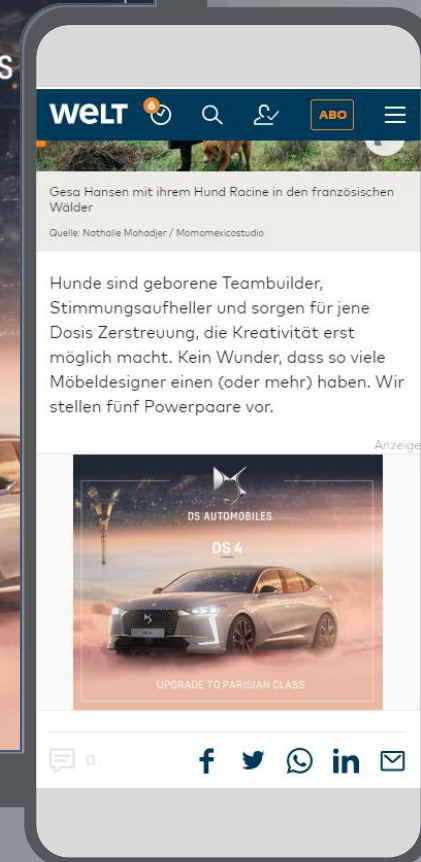 S
WELT
6
ABO
Gesa Hansen mit ihrem Hund Racine in den französischen
Wälder
Quelle: Nathalie Mohadjer / Momomexicostudio
Hunde sind geborene Teambuilder,
Stimmungsaufheller und sorgen für jene
Dosis Zerstreuung, die Kreativität erst
möglich macht. Kein Wunder, dass so viele
Möbeldesigner einen (oder mehr) haben. Wir
stellen fünf Powerpaare vor.
Anzeige
DS AUTOMOBILES
DS 4
UPGRADE TO PARISIAN CLASS
0